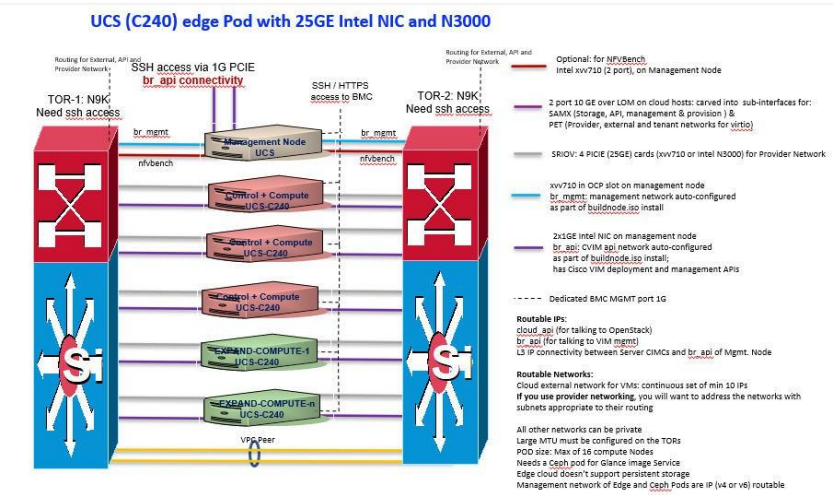 UCS (C240) edge Pod with 25GE Intel NIC and N3000
Routing for External, API and
Provider Network
SSH access via 1G PCIE
br_api connectivity
SSH / HTTPS
access to BMC
Routing for External, API and
Provider Network
TOR-1: N9K
Need ssh access
TOR-2: N9K
Need ssh access
br_mgmt
nfvbench
Management Node
UCS
br_mgmt
nfvbench
Control + Compute
UCS-C240
Control + Compute
UCS-C240
Control + Compute
UCS-C240
EXPAND-COMPUTE-1
UCS-C240
EXPAND-COMPUTE-n
UCS-C240
VPC Peer
Si
Si
Optional: for NFVBench
Intel xvv710 (2 port), on Management Node
2 port 10 GE over LOM on cloud hosts: carved into sub-interfaces for:
SAMX (Storage, API, management & provision ) &
PET (Provider, external and tenant networks for virtio)
SRIOV: 4 PICIE (25GE) cards (xvv710 or Intel N3000) for Provider Network
xvv710 in OCP slot on management node
br_mgmt: management network auto-configured
as part of buildnode.iso install
2x1GE Intel NIC on management node
br_api: CVIM api network auto-configured
as part of buildnode.iso install;
has Cisco VIM deployment and management APIs
Dedicated BMC MGMT port 1G
Routable IPs:
cloud_api (for talking to OpenStack)
br_api (for talking to VIM mgmt)
L3 IP connectivity between Server CIMCs and br_api of Mgmt. Node
Routable Networks:
Cloud external network for VMs: continuous set of min 10 IPs
If you use provider networking, you will want to address the networks with
subnets appropriate to their routing
All other networks can be private
Large MTU must be configured on the TORs
POD size: Max of 16 compute Nodes
Needs a Ceph pod for Glance image Service
Edge cloud doesn't support persistent storage
Management network of Edge and Ceph Pods are IP (v4 or v6) routable